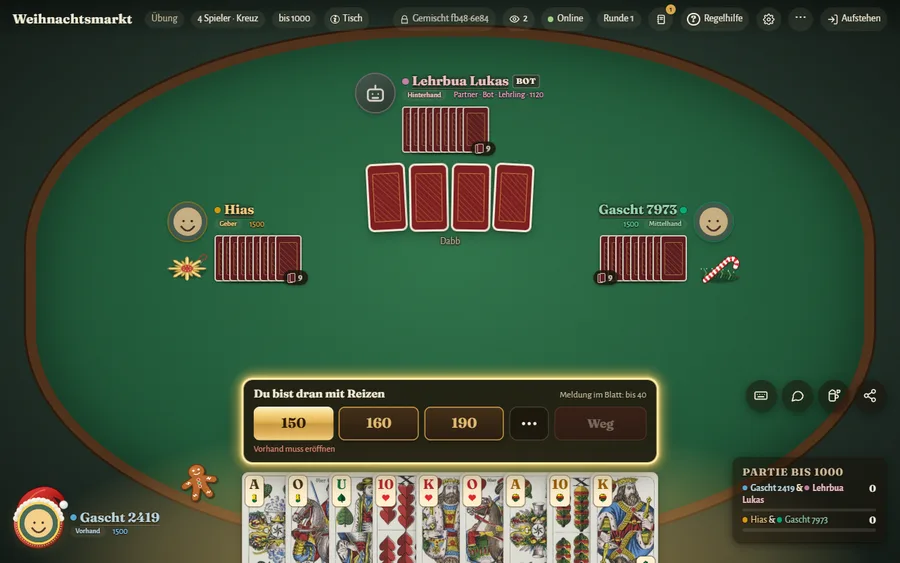 Weihnachtsmarkt Übung 4 Spieler · Kreuz bis 1000 Tisch Gemischt fb48-6e84 2 Online Runde 1 1 Regelhilfe ... Aufstehen
Lehrbua Lukas BOT
Hinterhand Partner · Bot · Lehrling · 1120
9
Hias
Geber 1500
9
Gascht 7973
1500 Mittelhand
9
Dabb
Du bist dran mit Reizen Meldung im Blatt: bis 40
150 160 190 ... Weg
Vorhand muss eröffnen
A O U 10 X K O A 10 X K
Gascht 2419
Vorhand 1500
PARTIE BIS 1000
Gascht 2419 & Lehrbua Lukas 0
Hias & Gascht 7973 0